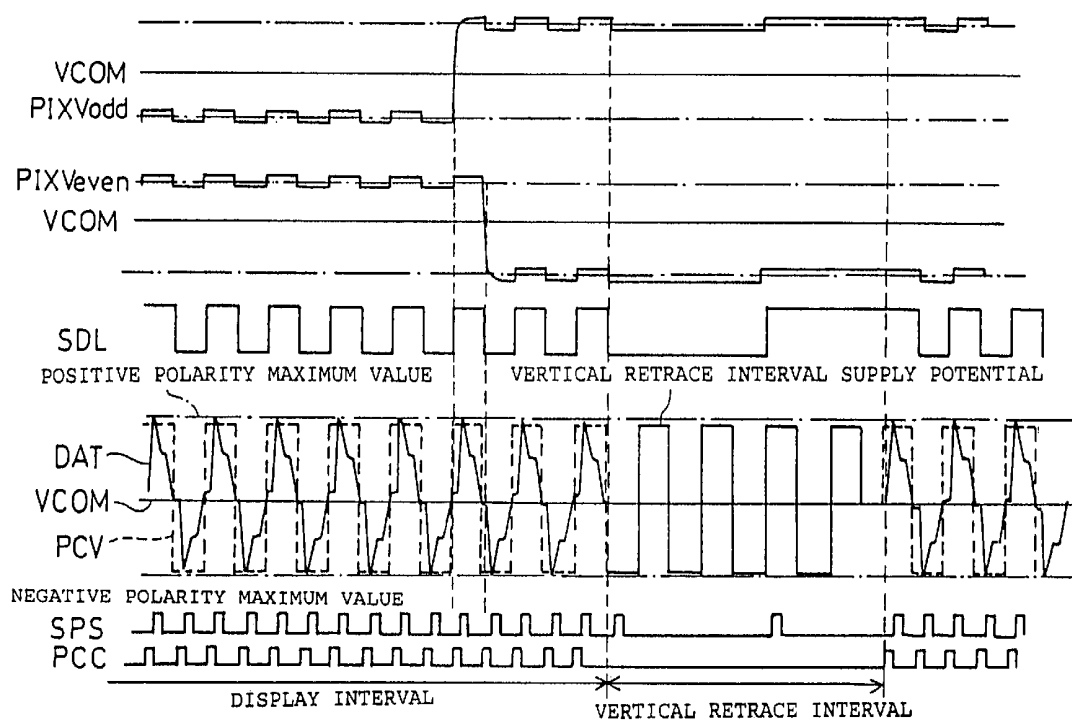 VCOM
PIXVodd
PIXVeven
VCOM
SDL
POSITIVE POLARITY MAXIMUM VALUE
VERTICAL RETRACE INTERVAL SUPPLY POTENTIAL
DAT
VCOM
PCV
NEGATIVE POLARITY MAXIMUM VALUE
SPS
PCC
DISPLAY INTERVAL
VERTICAL RETRACE INTERVAL